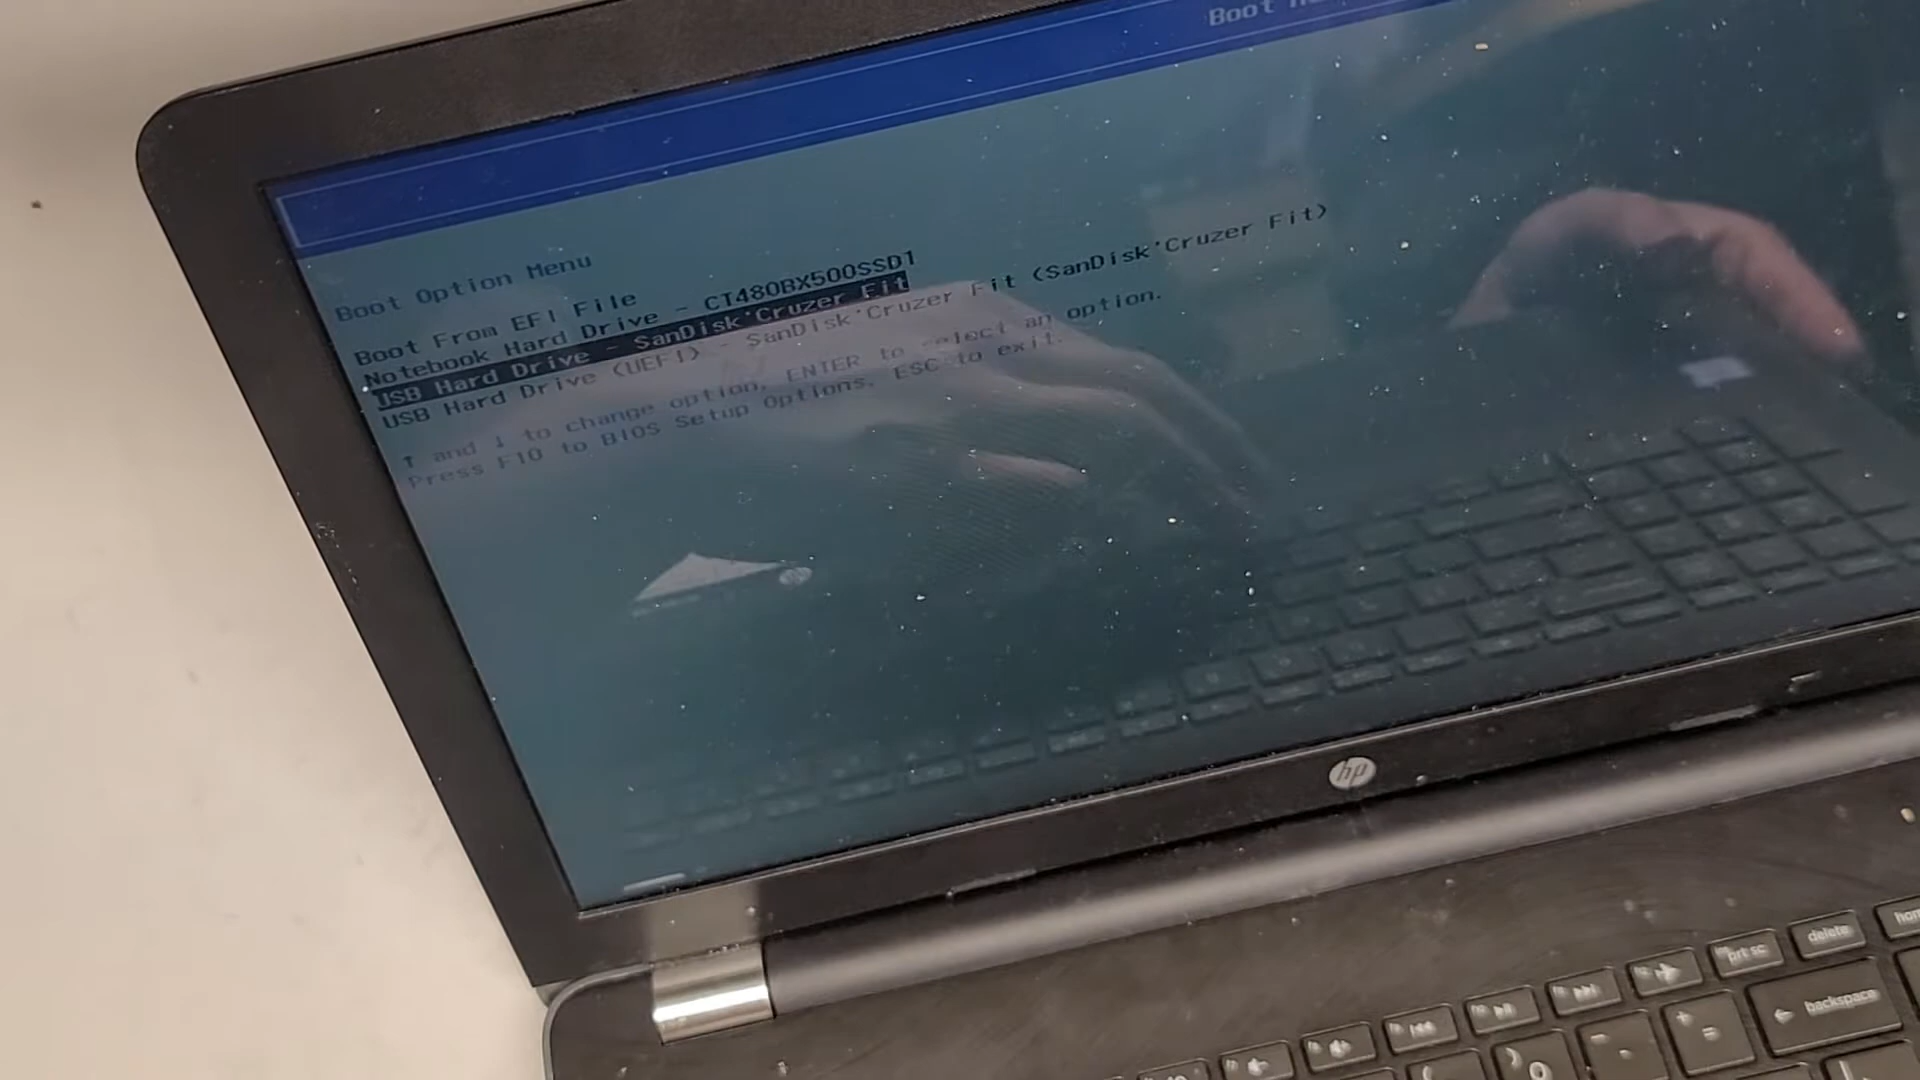 Boot
Boot Option Menu
Boot From EFI File
Notebook Hard Drive - CT480BX500SSD1
USB Hard Drive - SanDisk'Cruzer Fit
USB Hard Drive (UEFI) - SanDisk'Cruzer Fit (SanDisk'Cruzer Fit)
↑ and ↓ to change option, ENTER to select an option.
Press F10 to BIOS Setup Options, ESC to exit.
hp
prt sc
delete
backspace